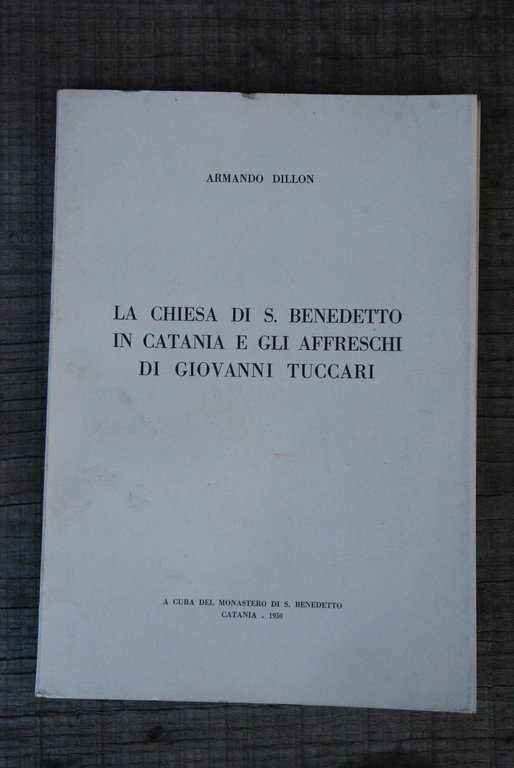 ARMANDO DILLON
LA CHIESA DI S. BENEDETTO
IN CATANIA E GLI AFFRESCHI
DI GIOVANNI TUCCARI
A CURA DEL MONASTERO DI S. BENEDETTO
CATANIA . 1950